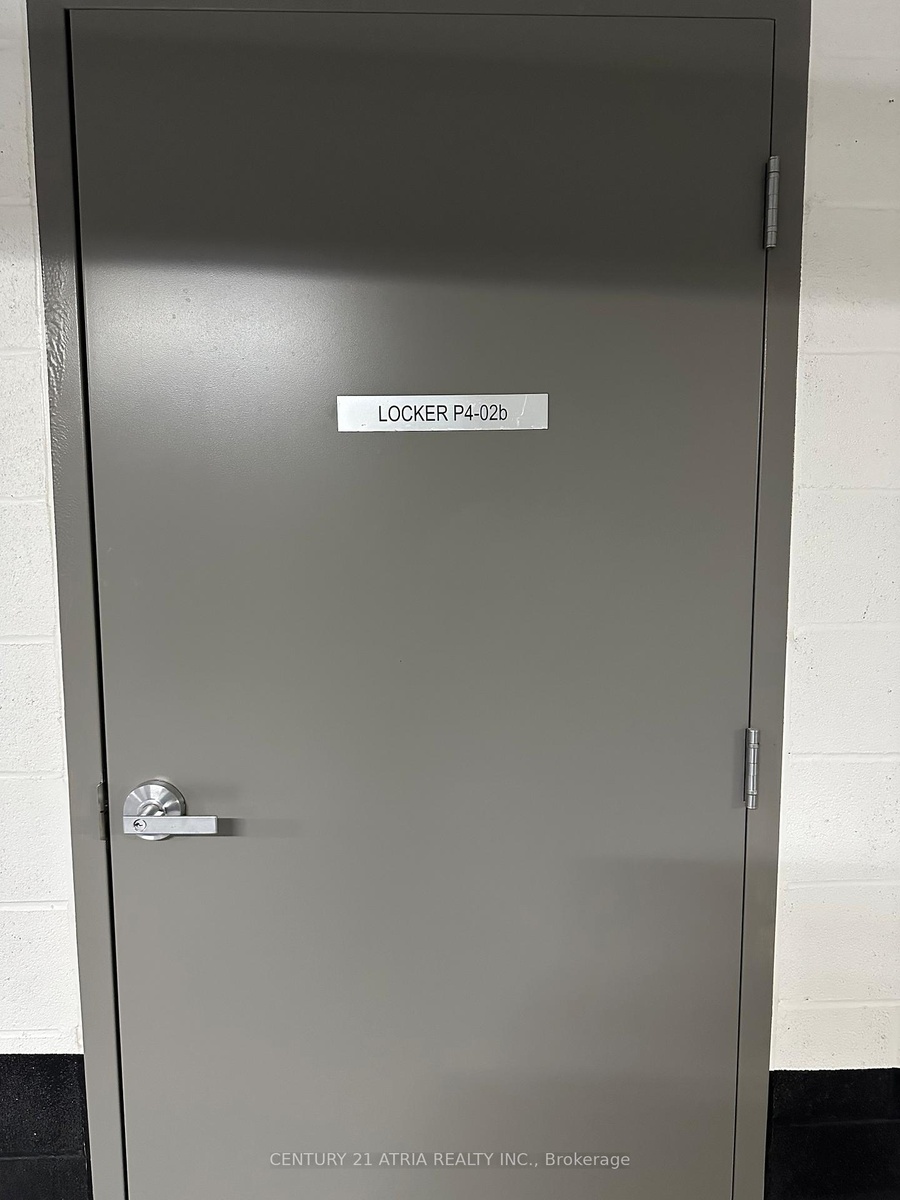 LOCKER P4-02b
CENTURY 21 ATRIA REALTY INC., Brokerage